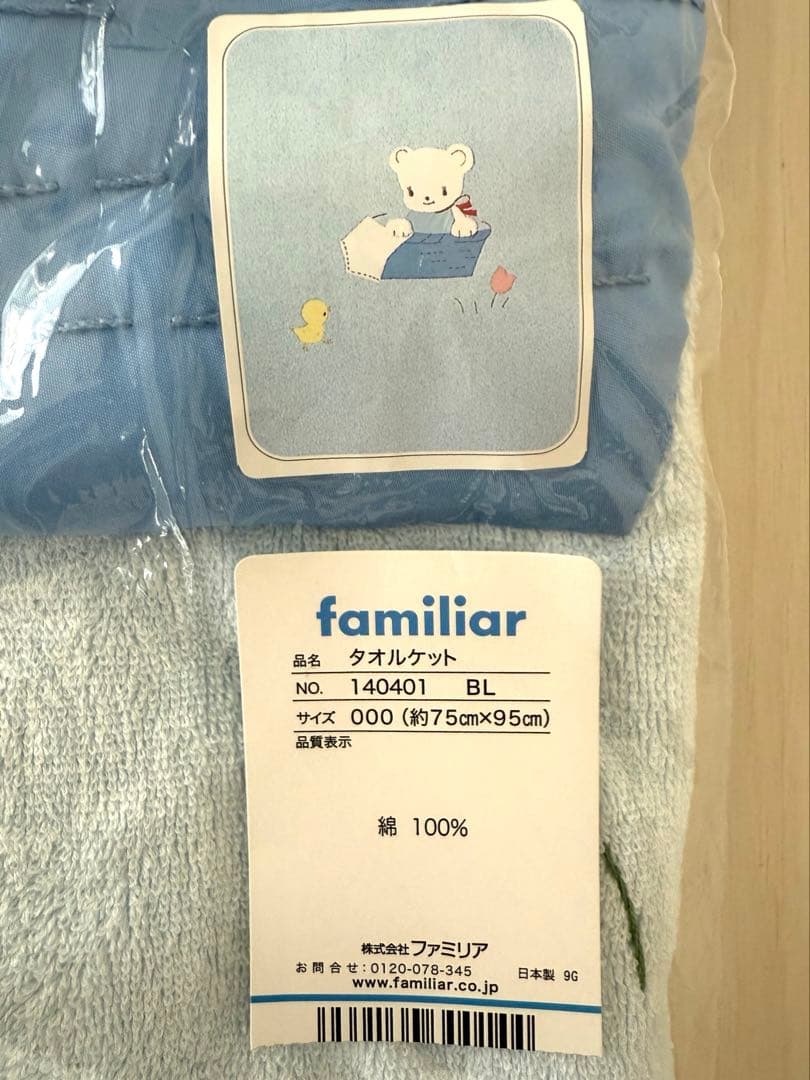 familiar
品名 タオルケット
NO. 140401 BL
サイズ 000 (約75㎝×95㎝)
品質表示
綿 100%
株式会社 ファミリア
お問合せ:0120-078-345 日本製 9G
www.familiar.co.jp